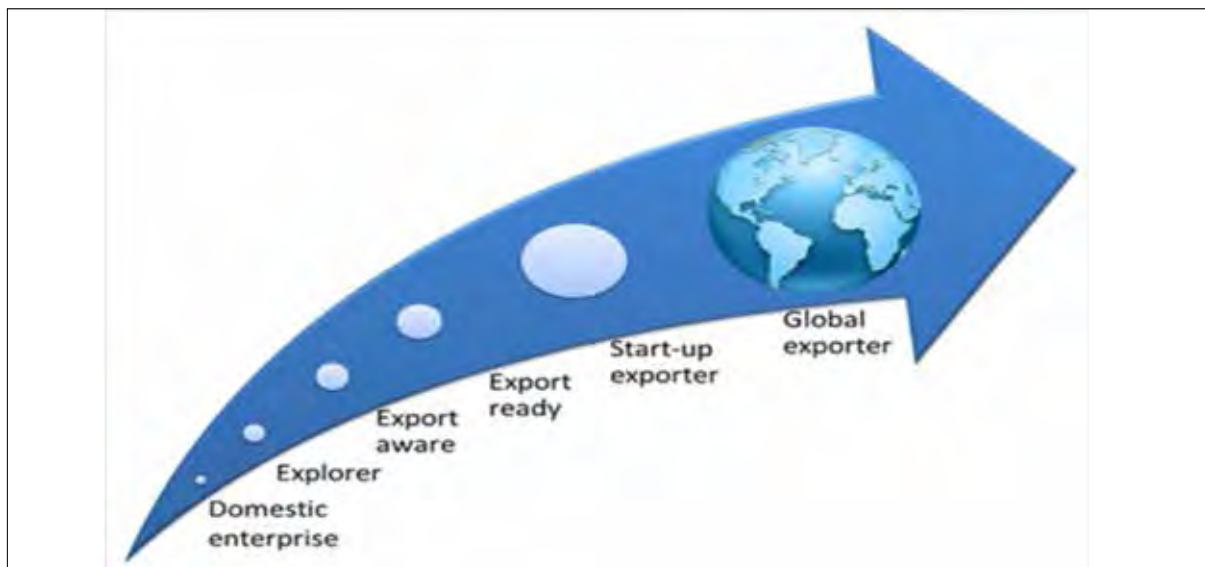 Domestic
enterprise
Explorer
Export
aware
Export
ready
Start-up
exporter
Global
exporter